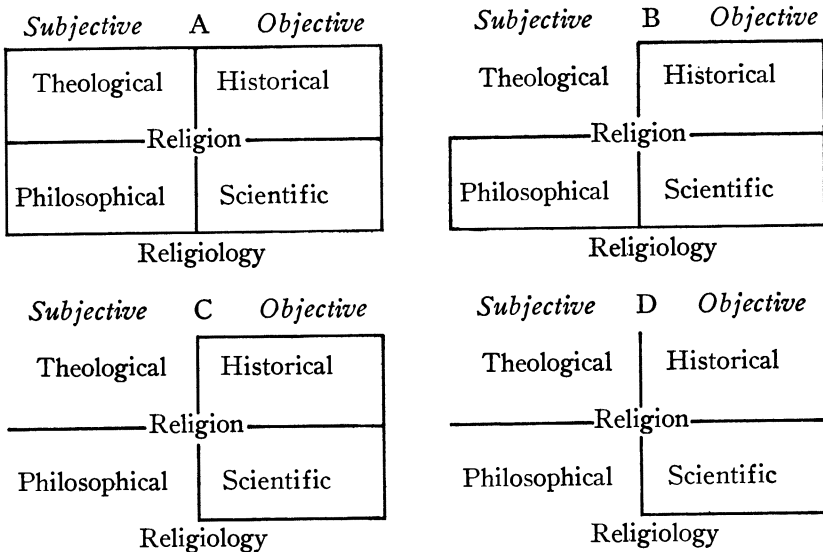 Subjective A Objective
Theological Historical
Religion
Philosophical Scientific
Religiology
Subjective B Objective
Theological Historical
Religion
Philosophical Scientific
Religiology
Subjective C Objective
Theological Historical
Religion
Philosophical Scientific
Religiology
Subjective D Objective
Theological Historical
Religion
Philosophical Scientific
Religiology